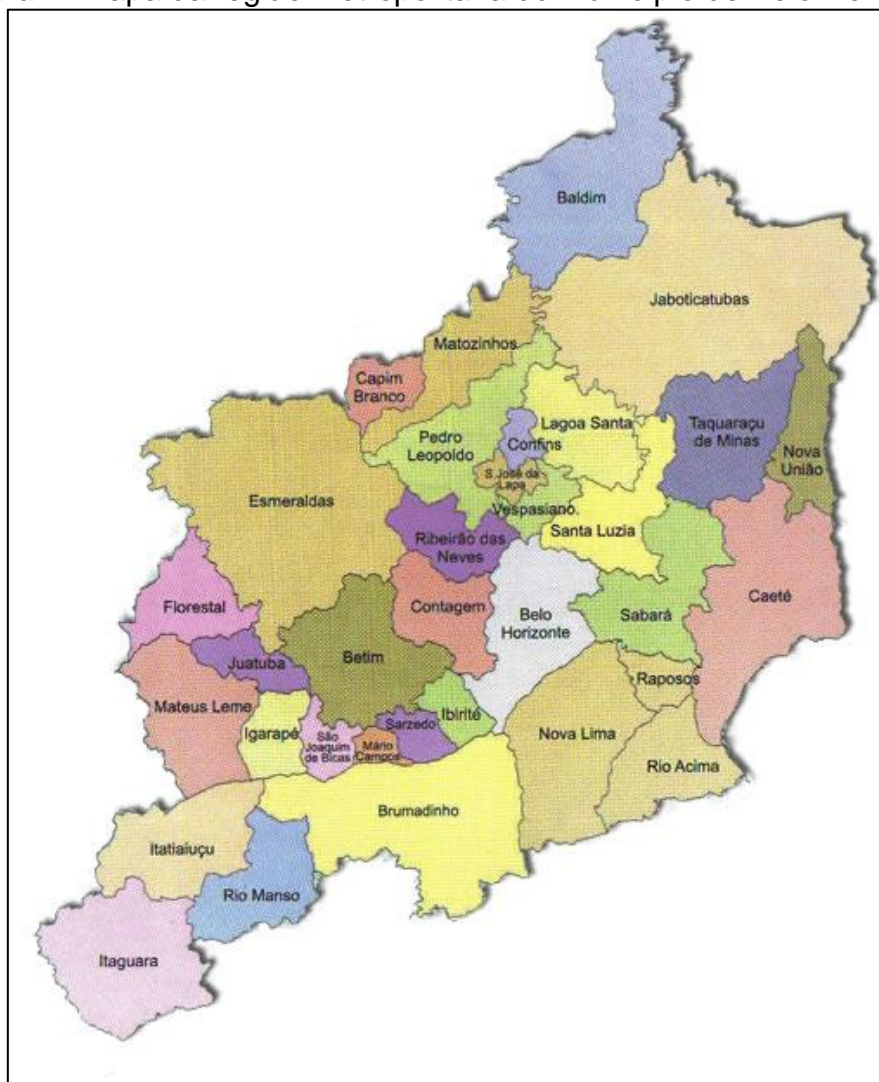 Baldim
Jaboticatubas
Matozinhos
Capim
Branco
Lagoa Santa
Taquaraçu
de Minas
Pedro
Leopoldo
Confins
Nova
União
S.José da
Lapa
Esmeraldas
Vespasiano.
Santa Luzia
Ribeirão das
Neves
Florestal
Contagem
Belo
Horizonte
Sabará
Caeté
Juatuba
Betim
Raposos
Mateus Leme
Igarapé
São
Joaquim
de Bicas
Mário
Campos
Sarzedo
Ibirité
Nova Lima
Rio Acima
Brumadinho
Itatiaiuçu
Rio Manso
Itaguara